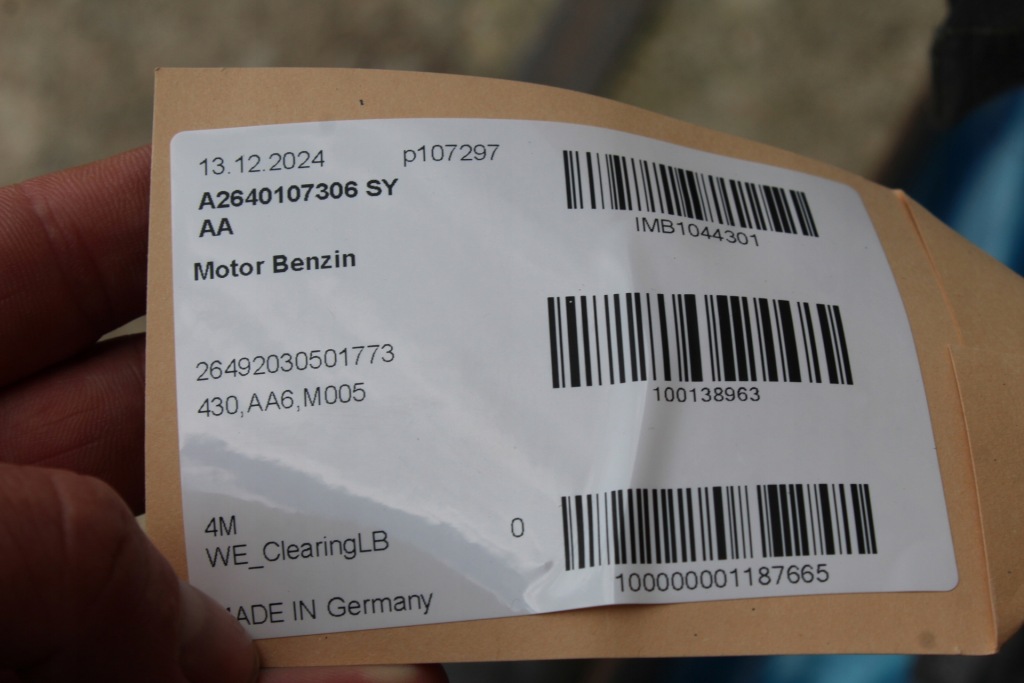 13.12.2024 p107297
A2640107306 SY
AA
Motor Benzin
26492030501773
430,AA6,M005
4M
WE_ClearingLB 0
MADE IN Germany
IMB1044301
100138963
100000001187665